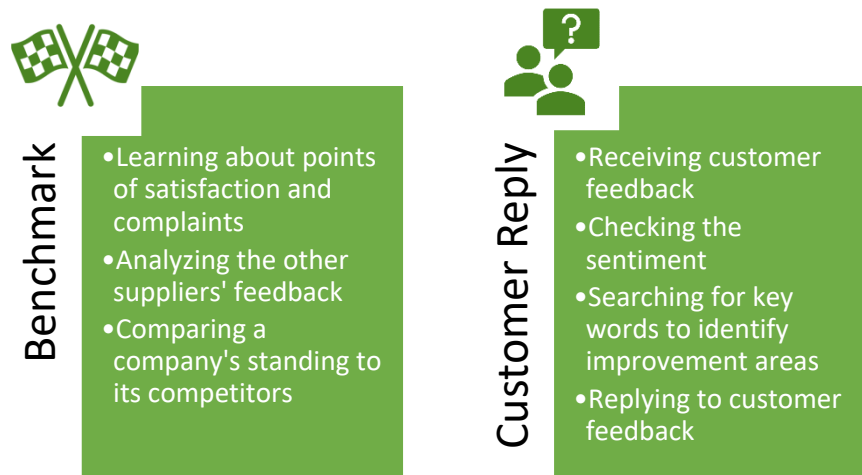 Benchmark
•Learning about points
of satisfaction and
complaints
•Analyzing the other
suppliers' feedback
•Comparing a
company's standing to
its competitors
?
Customer Reply
•Receiving customer
feedback
•Checking the
sentiment
•Searching for key
words to identify
improvement areas
•Replying to customer
feedback